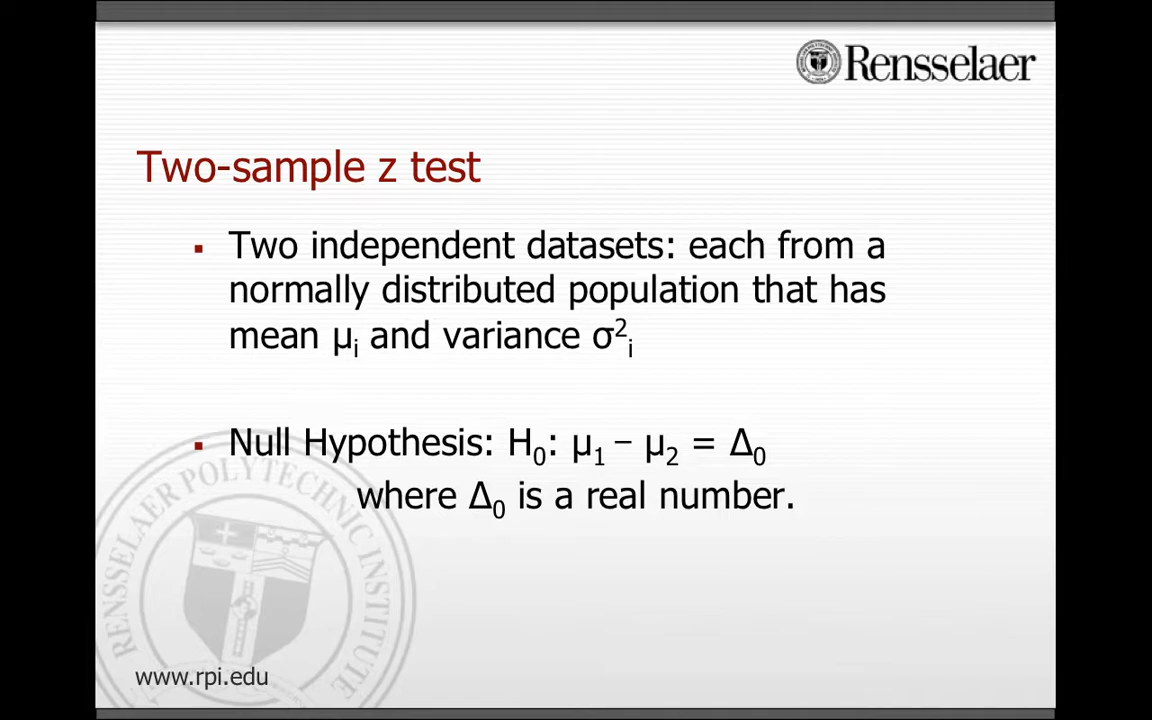 Rensselaer
Two-sample z test
▪ Two independent datasets: each from a
normally distributed population that has
mean μᵢ and variance σ²ᵢ
▪ Null Hypothesis: H₀: μ₁ − μ₂ = Δ₀
where Δ₀ is a real number.
RENSSELAER POLYTECHNIC INSTITUTE
www.rpi.edu